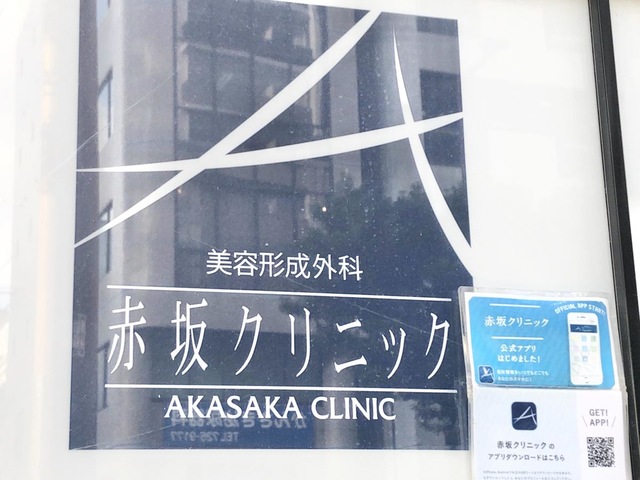 美容形成外科
赤坂クリニック
AKASAKA CLINIC
TEL 725-9177
OFFICIAL APP START!
赤坂クリニック
公式アプリ
はじめました!
赤坂クリニックの
アプリダウンロードはこちら
GET!
APP!